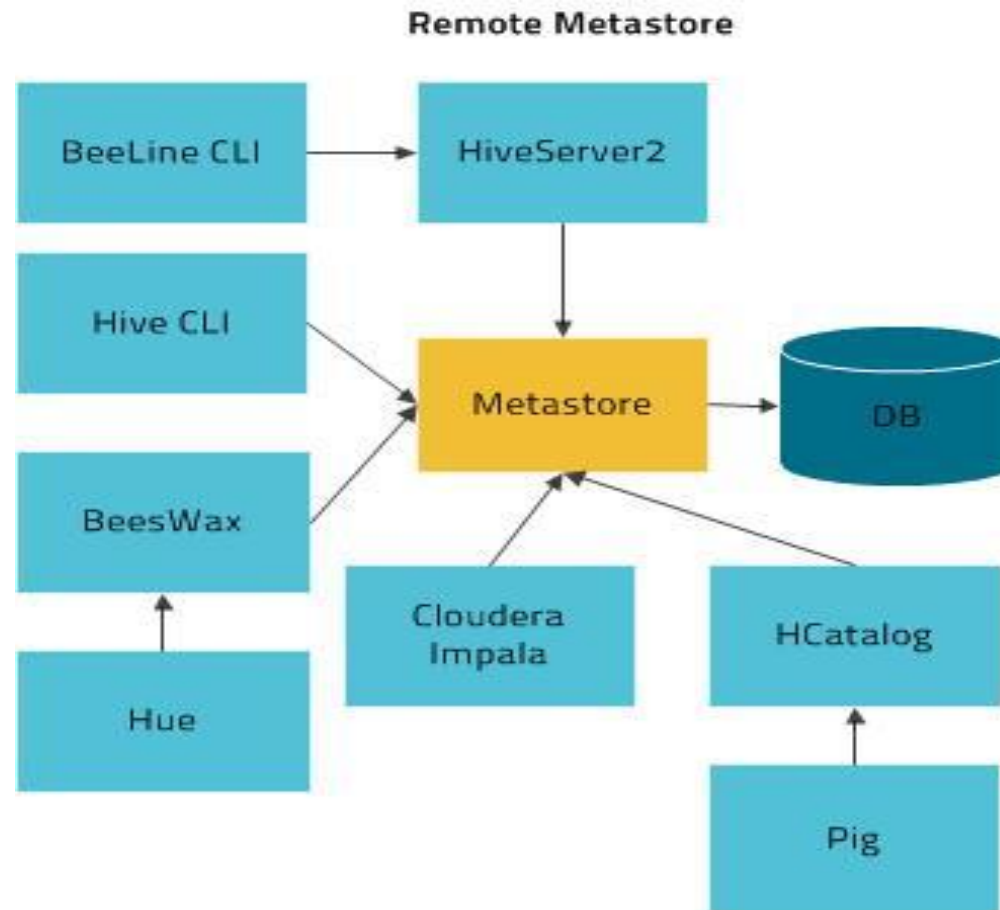 Remote Metastore
BeeLine CLI
HiveServer2
Hive CLI
Metastore
DB
BeesWax
Cloudera
Impala
HCatalog
Hue
Pig